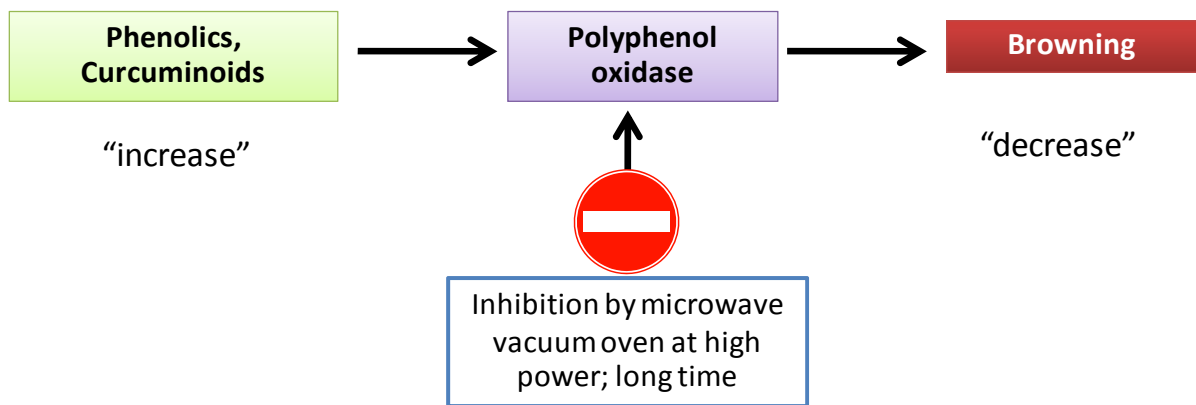 Phenolics,
Curcuminoids
Polyphenol
oxidase
Browning
“increase”
“decrease”
Inhibition by microwave
vacuum oven at high
power; long time